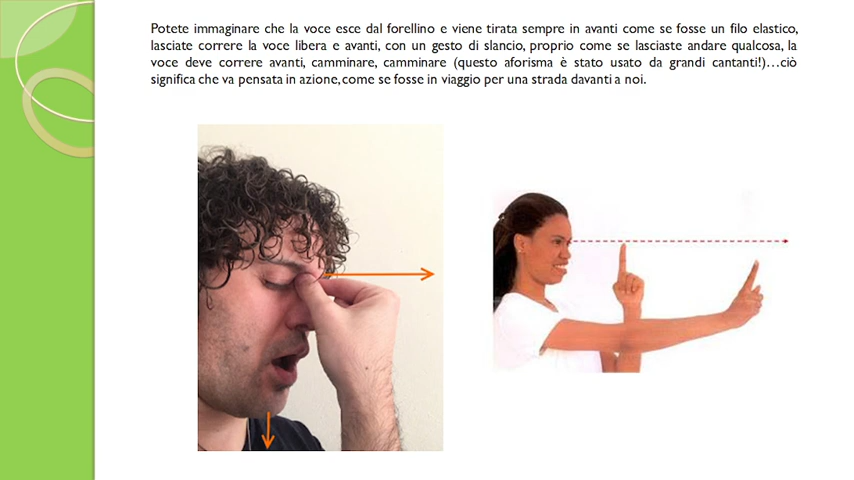 Potete immaginare che la voce esce dal forellino e viene tirata sempre in avanti come se fosse un filo elastico,
lasciate correre la voce libera e avanti, con un gesto di slancio, proprio come se lasciaste andare qualcosa, la
voce deve correre avanti, camminare, camminare (questo aforisma è stato usato da grandi cantanti!)…ciò
significa che va pensata in azione, come se fosse in viaggio per una strada davanti a noi.